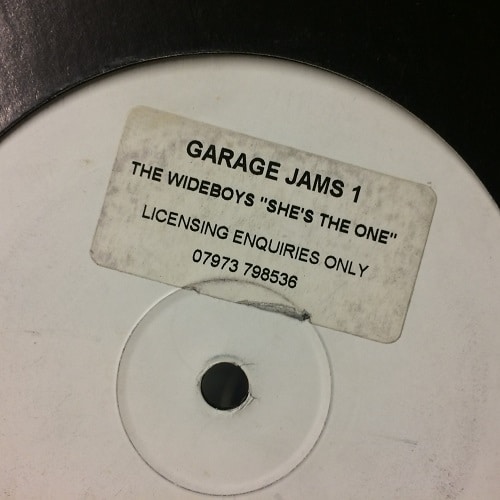 GARAGE JAMS 1
THE WIDEBOYS "SHE'S THE ONE"
LICENSING ENQUIRIES ONLY
07973 798536